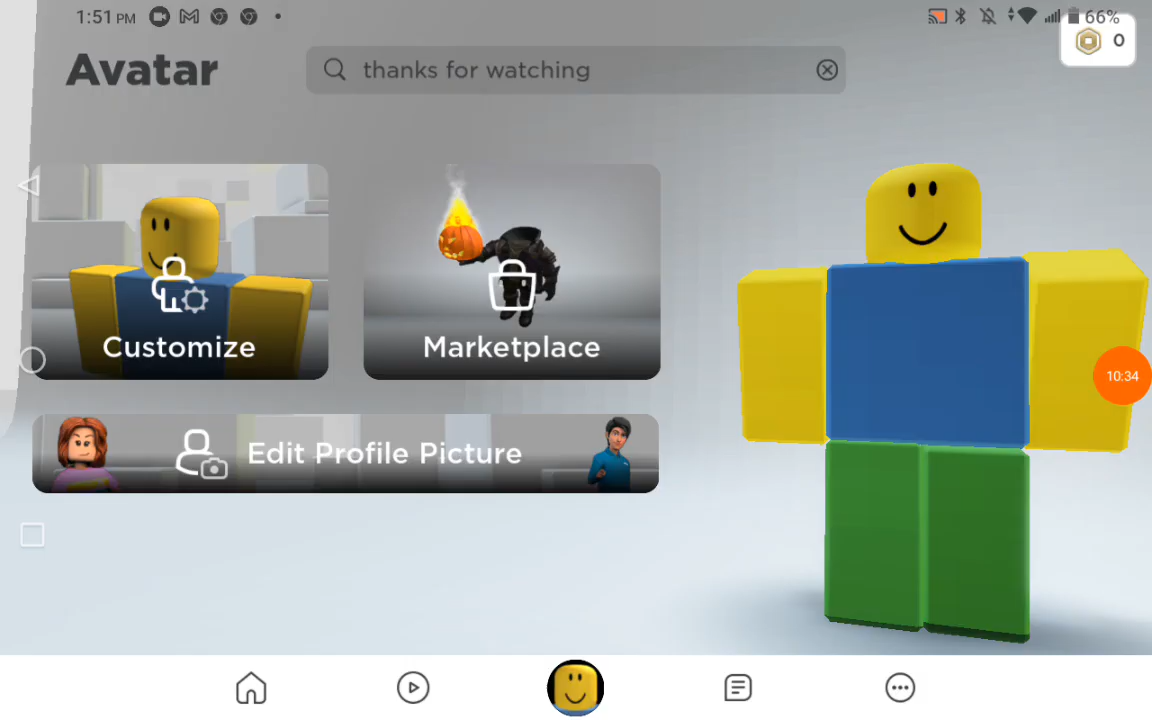 1:51 PM
66%
0
Avatar
thanks for watching
Customize
Marketplace
10:34
Edit Profile Picture